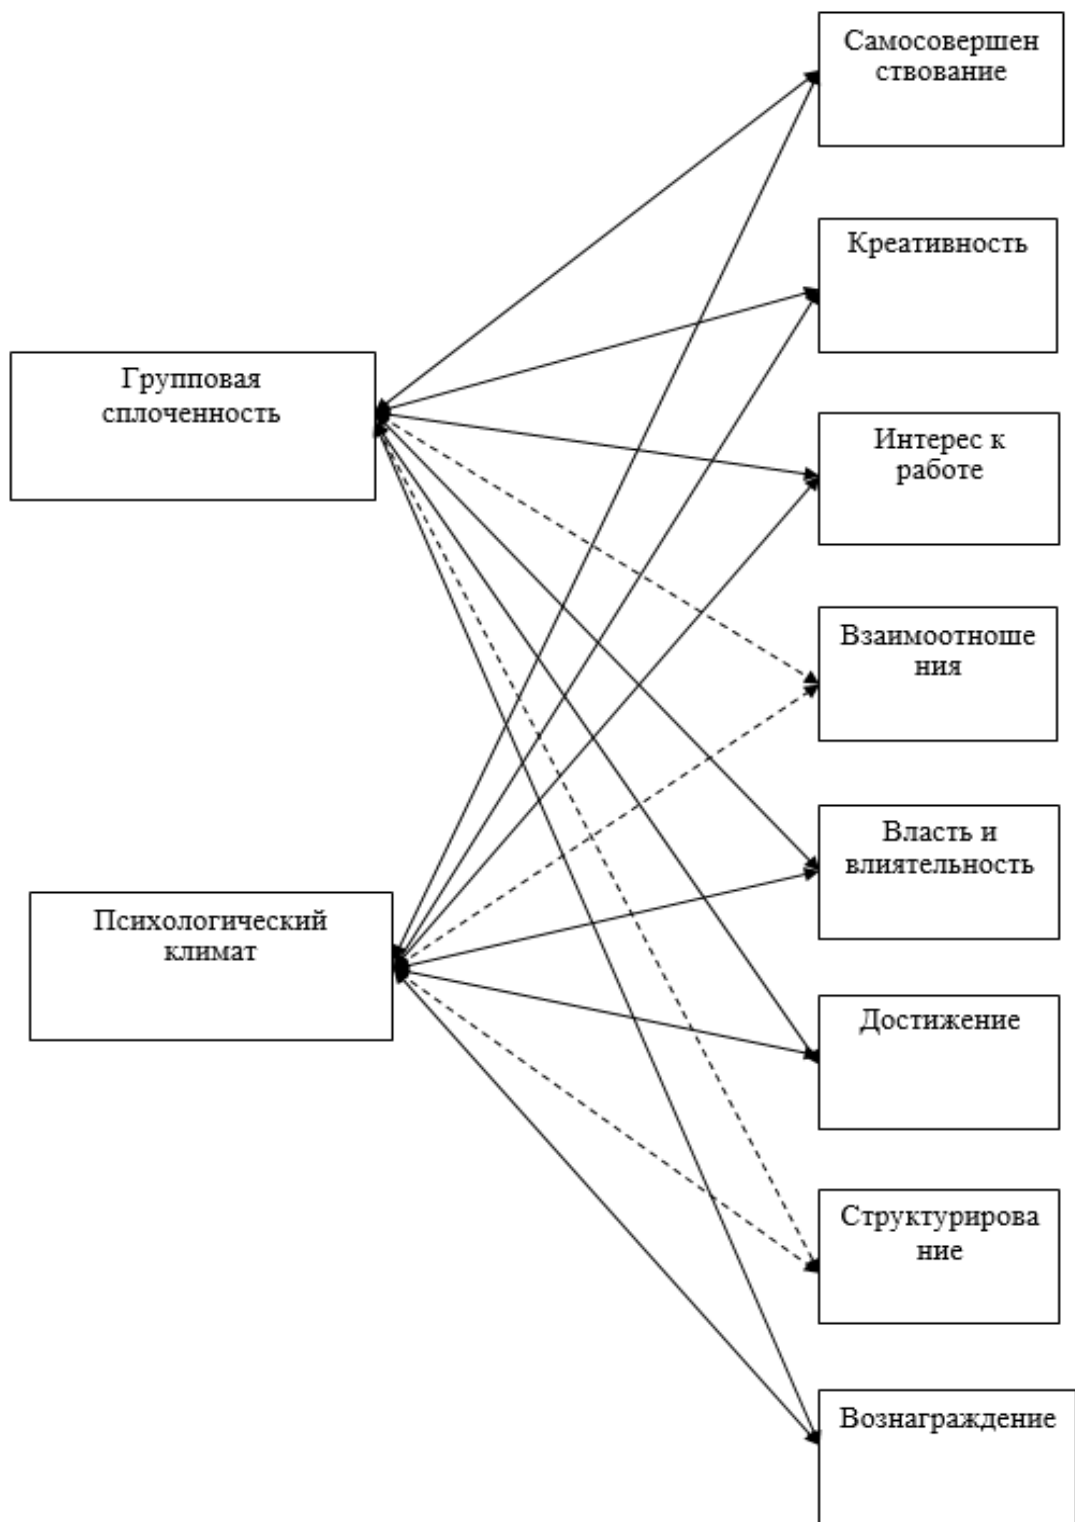 Самосовершен
ствование
Креативность
Групповая
сплоченность
Интерес к
работе
Взаимоотноше
ния
Власть и
влиятельность
Психологический
климат
Достижение
Структурирова
ние
Вознаграждение